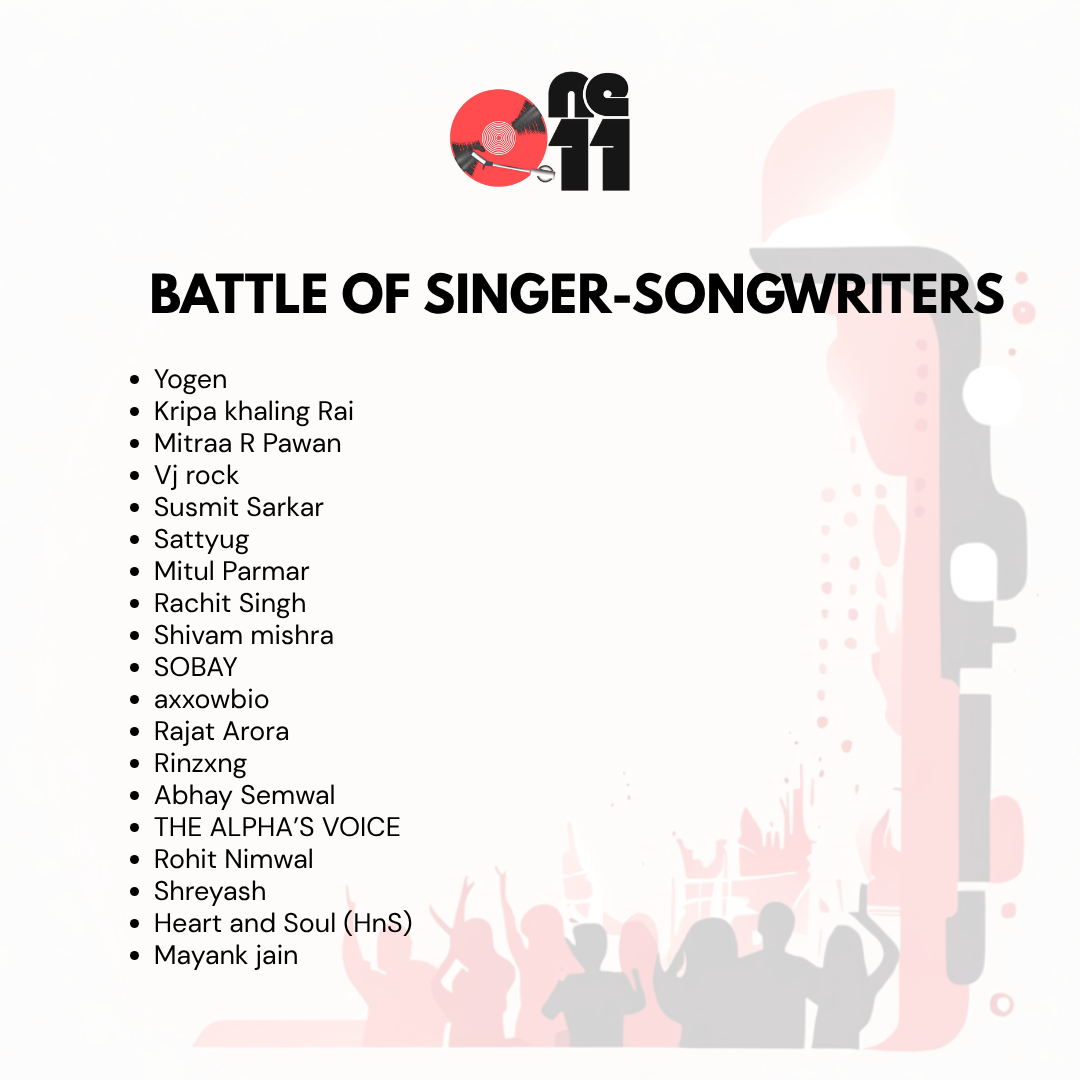 ne
11
BATTLE OF SINGER-SONGWRITERS
• Yogen
• Kripa khaling Rai
• Mitraa R Pawan
• Vj rock
• Susmit Sarkar
• Sattyug
• Mitul Parmar
• Rachit Singh
• Shivam mishra
• SOBAY
• axxowbio
• Rajat Arora
• Rinzxng
• Abhay Semwal
• THE ALPHA’S VOICE
• Rohit Nimwal
• Shreyash
• Heart and Soul (HnS)
• Mayank jain